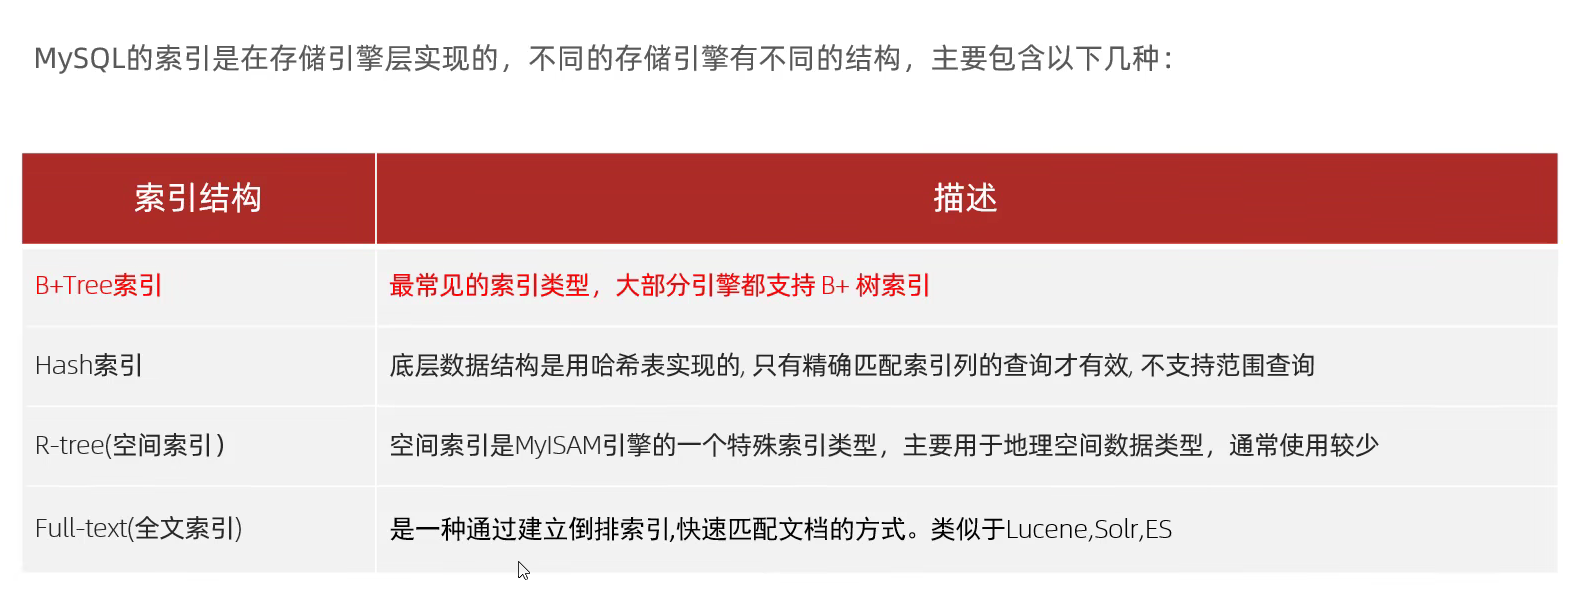 MySQL的索引是在存储引擎层实现的，不同的存储引擎有不同的结构，主要包含以下几种：
索引结构 描述
B+Tree索引 最常见的索引类型，大部分引擎都支持 B+ 树索引
Hash索引 底层数据结构是用哈希表实现的, 只有精确匹配索引列的查询才有效, 不支持范围查询
R-tree(空间索引） 空间索引是MyISAM引擎的一个特殊索引类型，主要用于地理空间数据类型，通常使用较少
Full-text(全文索引) 是一种通过建立倒排索引,快速匹配文档的方式。类似于Lucene,Solr,ES